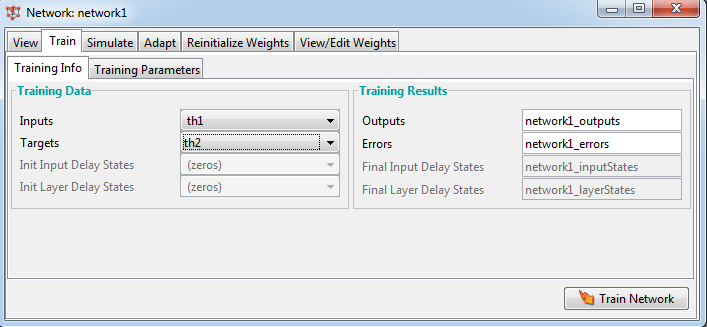 Network: network1
View Train Simulate Adapt Reinitialize Weights View/Edit Weights
Training Info Training Parameters
Training Data
Inputs th1
Targets th2
Init Input Delay States (zeros)
Init Layer Delay States (zeros)
Training Results
Outputs network1_outputs
Errors network1_errors
Final Input Delay States network1_inputStates
Final Layer Delay States network1_layerStates
Train Network